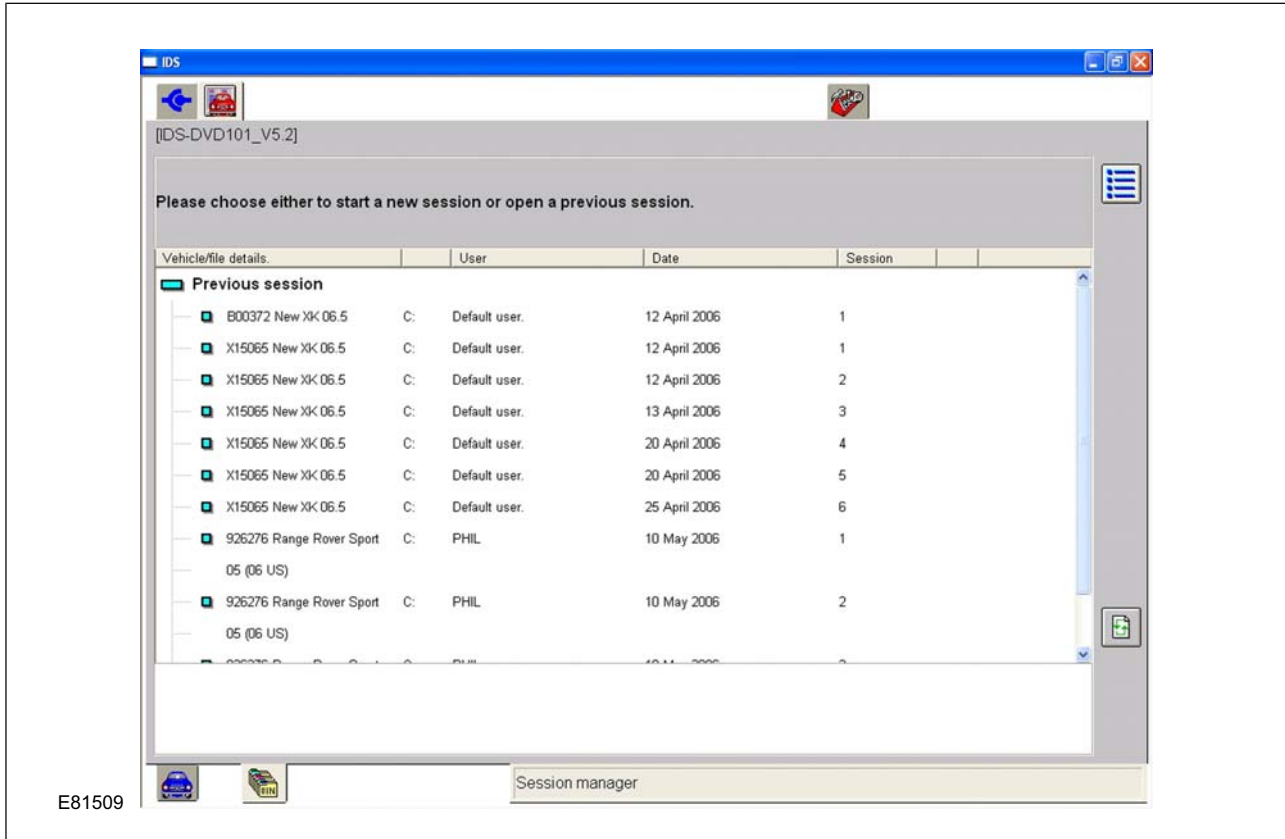 IDS
[IDS-DVD101_V5.2]
Please choose either to start a new session or open a previous session.
Vehicle/file details. User Date Session
Previous session
B00372 New XK 06.5 C: Default user. 12 April 2006 1
X15065 New XK 06.5 C: Default user. 12 April 2006 1
X15065 New XK 06.5 C: Default user. 12 April 2006 2
X15065 New XK 06.5 C: Default user. 13 April 2006 3
X15065 New XK 06.5 C: Default user. 20 April 2006 4
X15065 New XK 06.5 C: Default user. 20 April 2006 5
X15065 New XK 06.5 C: Default user. 25 April 2006 6
926276 Range Rover Sport C: PHIL 10 May 2006 1
05 (06 US)
926276 Range Rover Sport C: PHIL 10 May 2006 2
05 (06 US)
VIN
Session manager
E81509